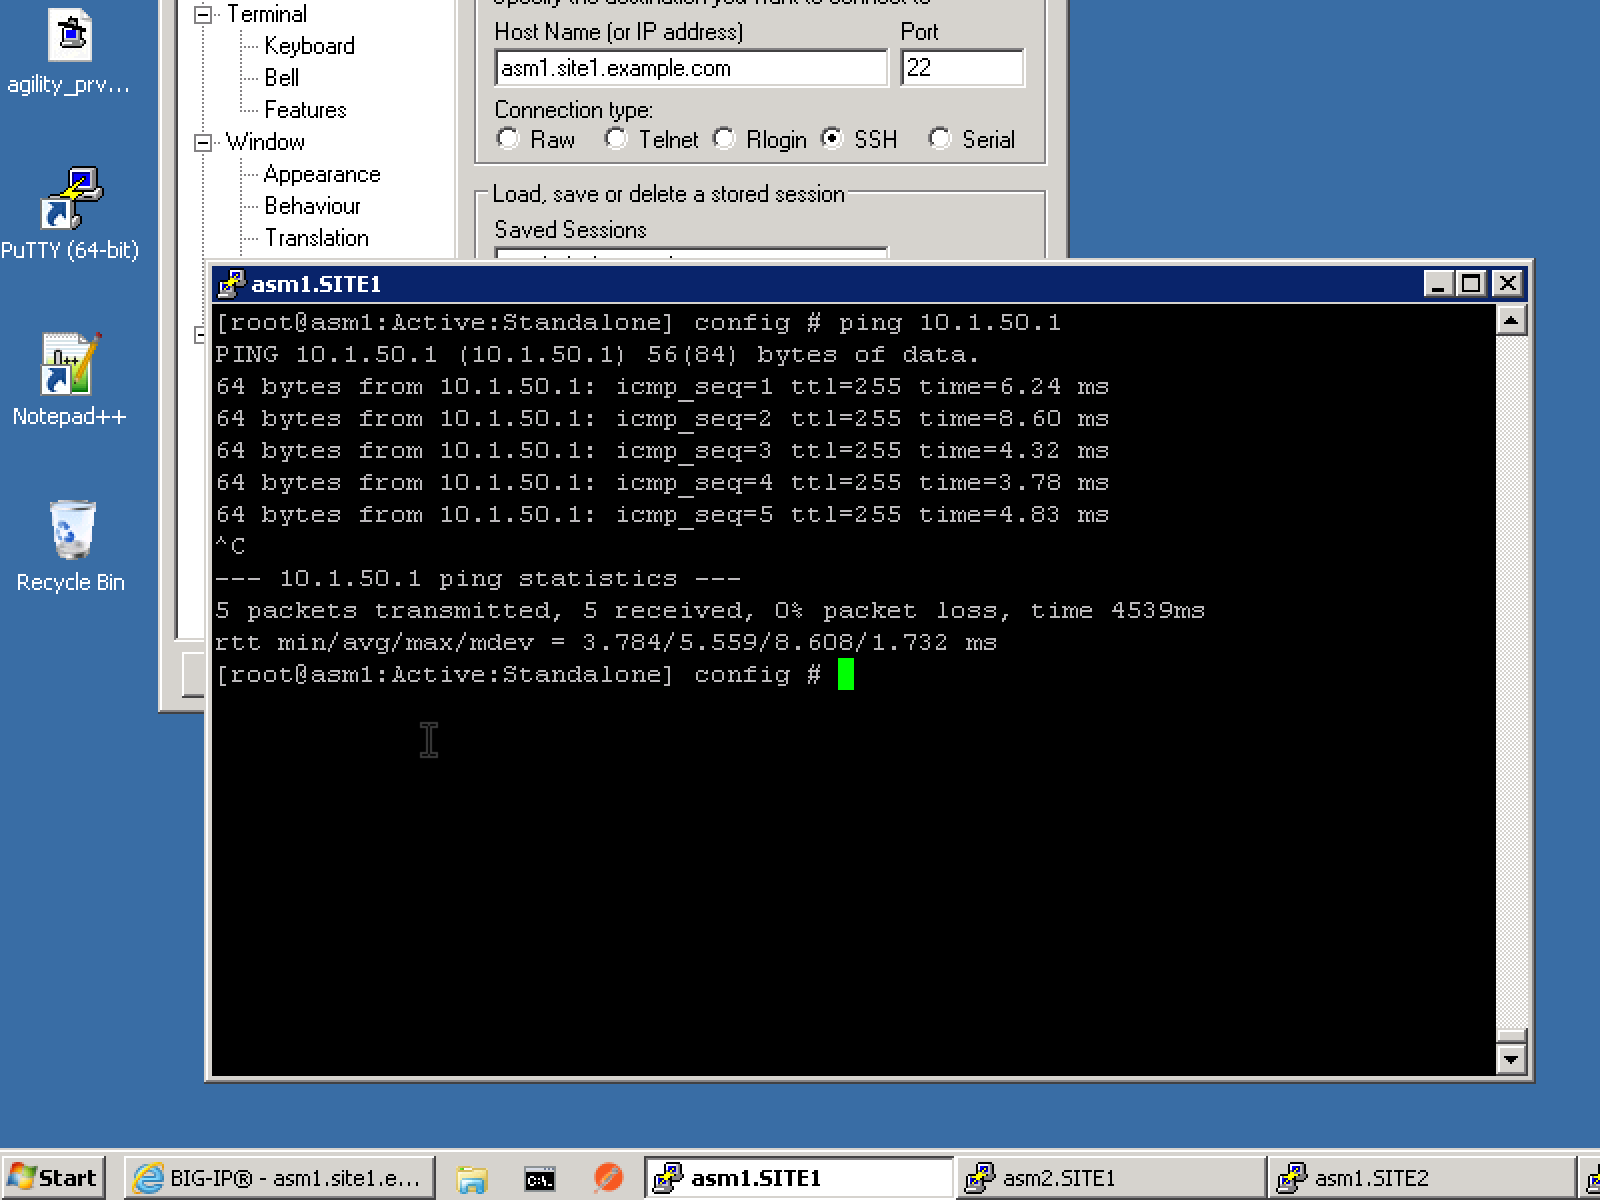 agility_prv...
PuTTY (64-bit)
Notepad++
Recycle Bin
Terminal
Keyboard
Bell
Features
Window
Appearance
Behaviour
Translation
Specify the destination you want to connect to
Host Name (or IP address)
Port
asm1.site1.example.com
22
Connection type:
Raw
Telnet
Rlogin
SSH
Serial
Load, save or delete a stored session
Saved Sessions
asm1.SITE1
[root@asm1:Active:Standalone] config # ping 10.1.50.1
PING 10.1.50.1 (10.1.50.1) 56(84) bytes of data.
64 bytes from 10.1.50.1: icmp_seq=1 ttl=255 time=6.24 ms
64 bytes from 10.1.50.1: icmp_seq=2 ttl=255 time=8.60 ms
64 bytes from 10.1.50.1: icmp_seq=3 ttl=255 time=4.32 ms
64 bytes from 10.1.50.1: icmp_seq=4 ttl=255 time=3.78 ms
64 bytes from 10.1.50.1: icmp_seq=5 ttl=255 time=4.83 ms
^C
--- 10.1.50.1 ping statistics ---
5 packets transmitted, 5 received, 0% packet loss, time 4539ms
rtt min/avg/max/mdev = 3.784/5.559/8.608/1.732 ms
[root@asm1:Active:Standalone] config #
Start
BIG-IP® - asm1.site1.e...
asm1.SITE1
asm2.SITE1
asm1.SITE2